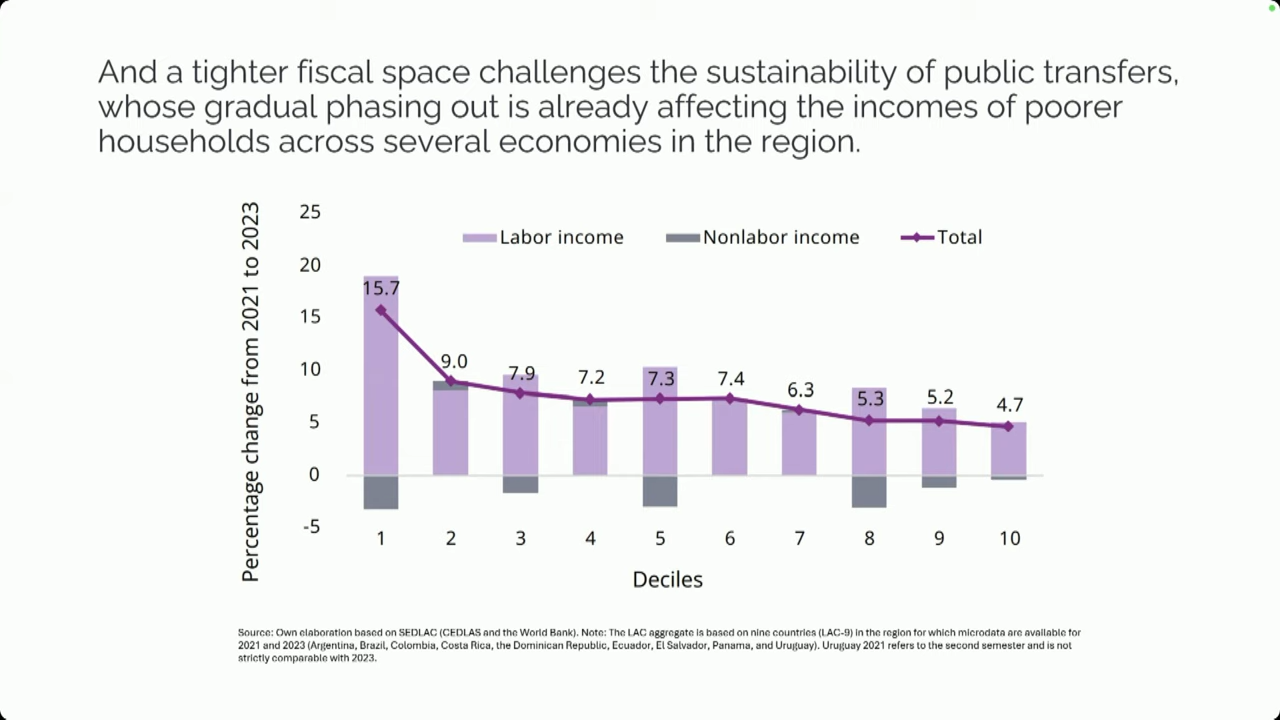 And a tighter fiscal space challenges the sustainability of public transfers,
whose gradual phasing out is already affecting the incomes of poorer
households across several economies in the region.
Percentage change from 2021 to 2023
25
20
15
10
5
0
-5
Labor income
Nonlabor income
Total
15.7
9.0
7.9
7.2
7.3
7.4
6.3
5.3
5.2
4.7
1
2
3
4
5
6
7
8
9
10
Deciles
Source: Own elaboration based on SEDLAC (CEDLAS and the World Bank). Note: The LAC aggregate is based on nine countries (LAC-9) in the region for which microdata are available for
2021 and 2023 (Argentina, Brazil, Colombia, Costa Rica, the Dominican Republic, Ecuador, El Salvador, Panama, and Uruguay). Uruguay 2021 refers to the second semester and is not
strictly comparable with 2023.